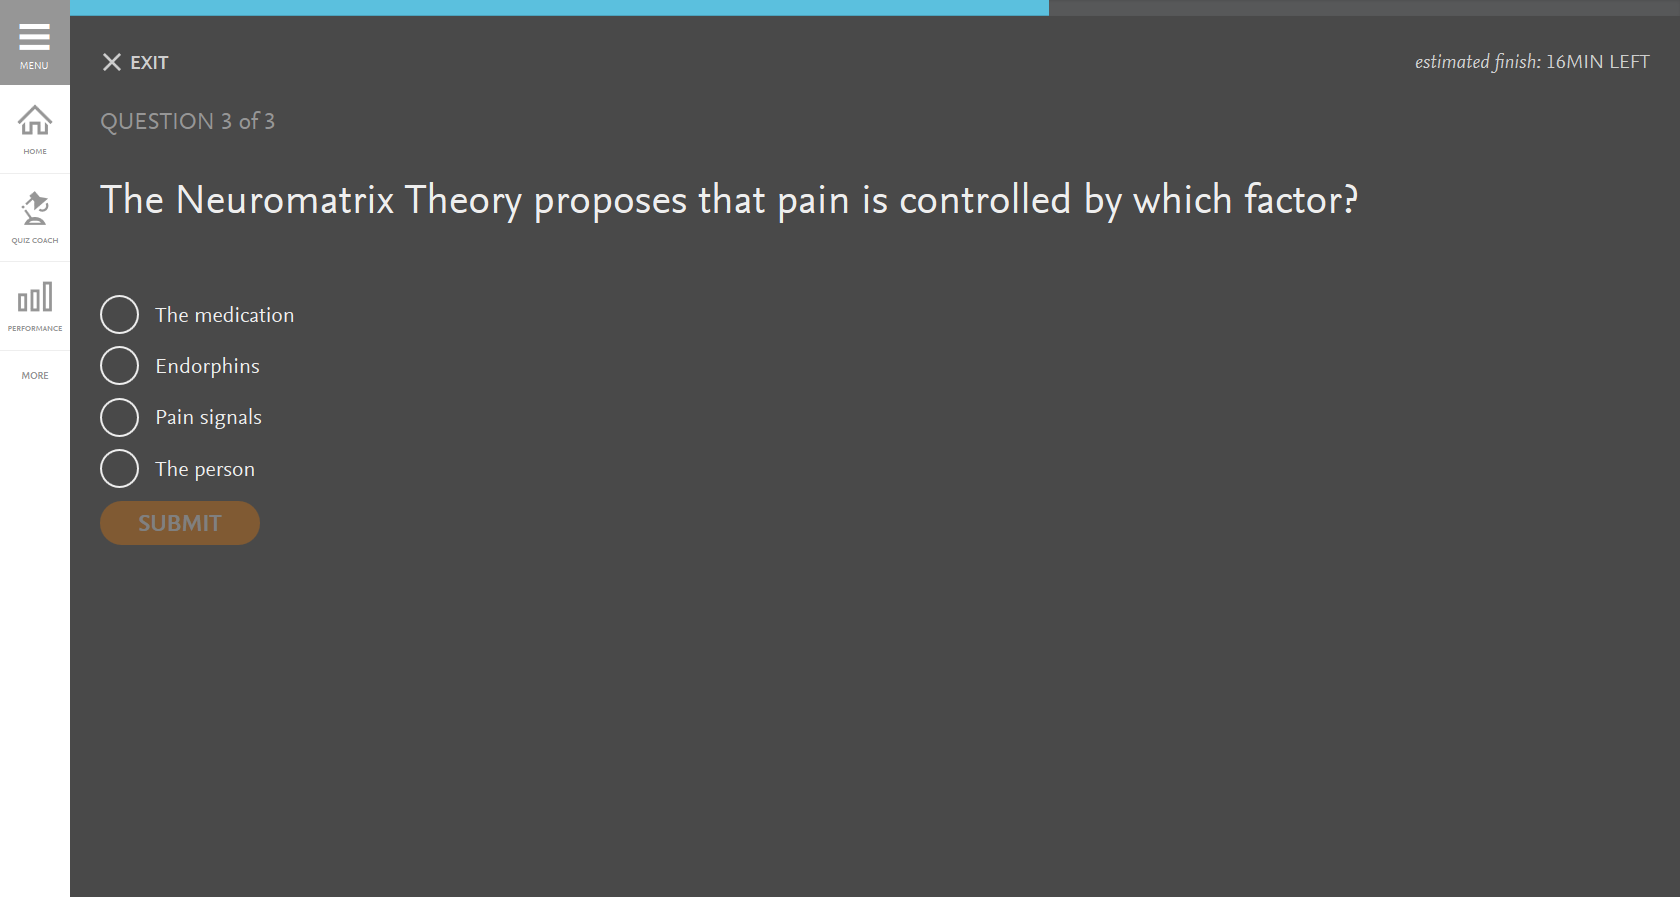 MENU
HOME
QUIZ COACH
PERFORMANCE
MORE
EXIT
estimated finish: 16MIN LEFT
QUESTION 3 of 3
The Neuromatrix Theory proposes that pain is controlled by which factor?
The medication
Endorphins
Pain signals
The person
SUBMIT